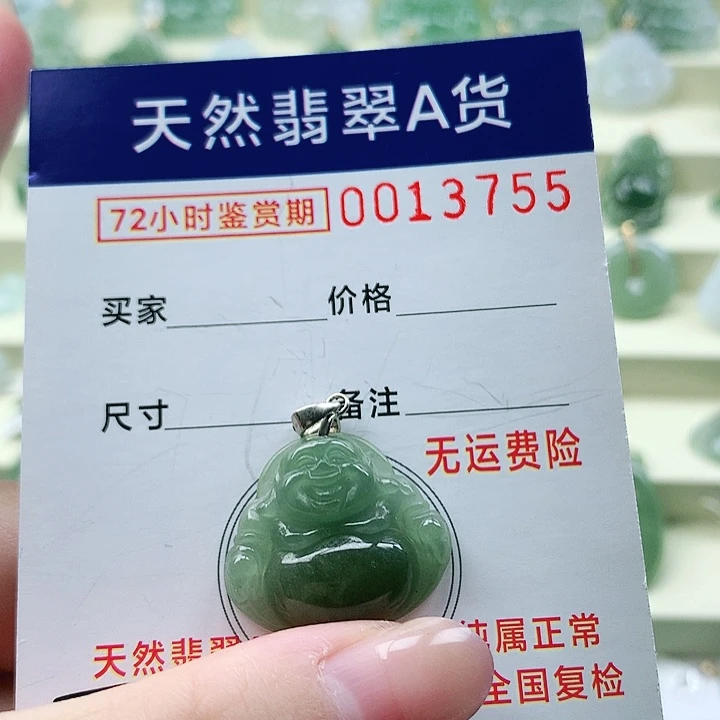 天然翡翠A货
72小时鉴赏期 0013755
买家 价格
尺寸 备注
无运费险
天然翡翠 纯属正常
全国复检